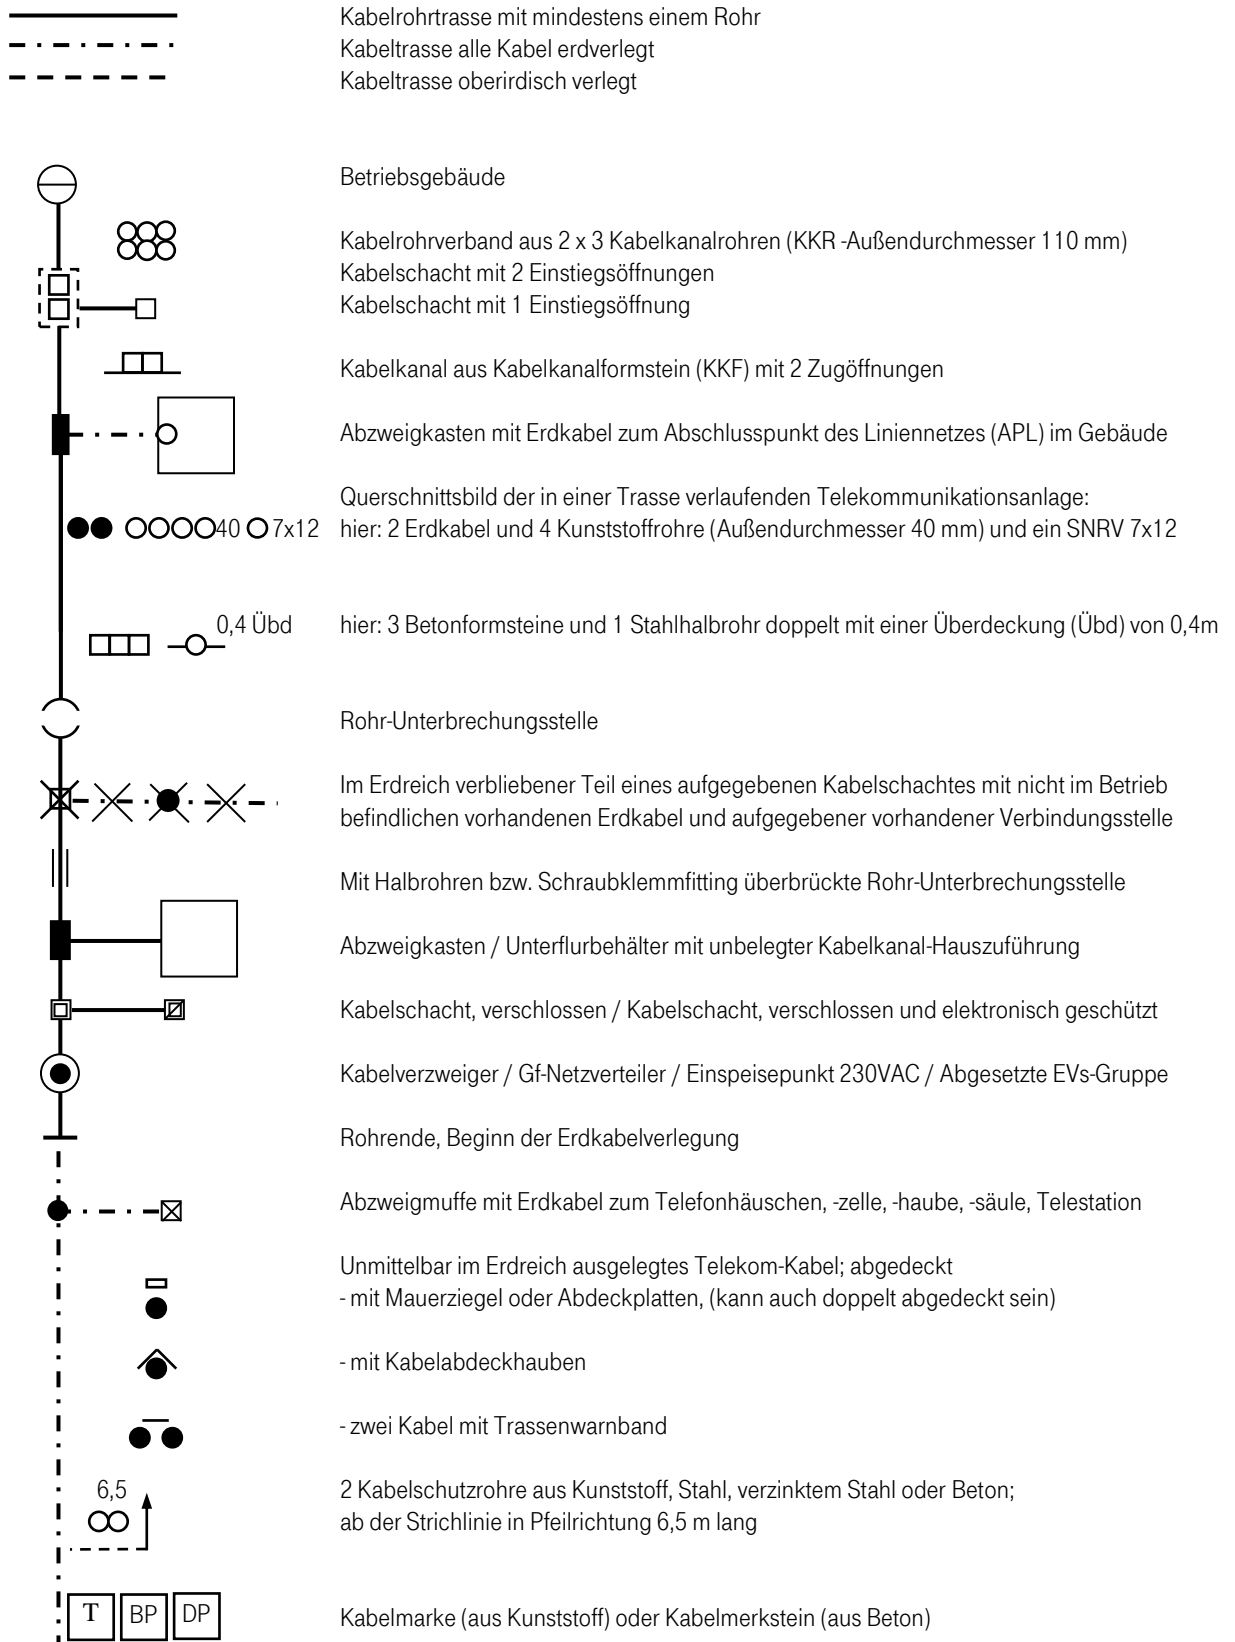 Kabelrohrtrasse mit mindestens einem Rohr
Kabeltrasse alle Kabel erdverlegt
Kabeltrasse oberirdisch verlegt
Betriebsgebäude
Kabelrohrverband aus 2 x 3 Kabelkanalrohren (KKR -Außendurchmesser 110 mm)
Kabelschacht mit 2 Einstiegsöffnungen
Kabelschacht mit 1 Einstiegsöffnung
Kabelkanal aus Kabelkanalformstein (KKF) mit 2 Zugöffnungen
Abzweigkasten mit Erdkabel zum Abschlusspunkt des Liniennetzes (APL) im Gebäude
Querschnittsbild der in einer Trasse verlaufenden Telekommunikationsanlage:
40 7x12 hier: 2 Erdkabel und 4 Kunststoffrohre (Außendurchmesser 40 mm) und ein SNRV 7x12
0,4 Übd hier: 3 Betonformsteine und 1 Stahlhalbrohr doppelt mit einer Überdeckung (Übd) von 0,4m
Rohr-Unterbrechungsstelle
Im Erdreich verbliebener Teil eines aufgegebenen Kabelschachtes mit nicht im Betrieb
befindlichen vorhandenen Erdkabel und aufgegebener vorhandener Verbindungsstelle
Mit Halbrohren bzw. Schraubklemmfitting überbrückte Rohr-Unterbrechungsstelle
Abzweigkasten / Unterflurbehälter mit unbelegter Kabelkanal-Hauszuführung
Kabelschacht, verschlossen / Kabelschacht, verschlossen und elektronisch geschützt
Kabelverzweiger / Gf-Netzverteiler / Einspeisepunkt 230VAC / Abgesetzte EVs-Gruppe
Rohrende, Beginn der Erdkabelverlegung
Abzweigmuffe mit Erdkabel zum Telefonhäuschen, -zelle, -haube, -säule, Telestation
Unmittelbar im Erdreich ausgelegtes Telekom-Kabel; abgedeckt
- mit Mauerziegel oder Abdeckplatten, (kann auch doppelt abgedeckt sein)
- mit Kabelabdeckhauben
- zwei Kabel mit Trassenwarnband
6,5 2 Kabelschutzrohre aus Kunststoff, Stahl, verzinktem Stahl oder Beton;
ab der Strichlinie in Pfeilrichtung 6,5 m lang
T BP DP Kabelmarke (aus Kunststoff) oder Kabelmerkstein (aus Beton)